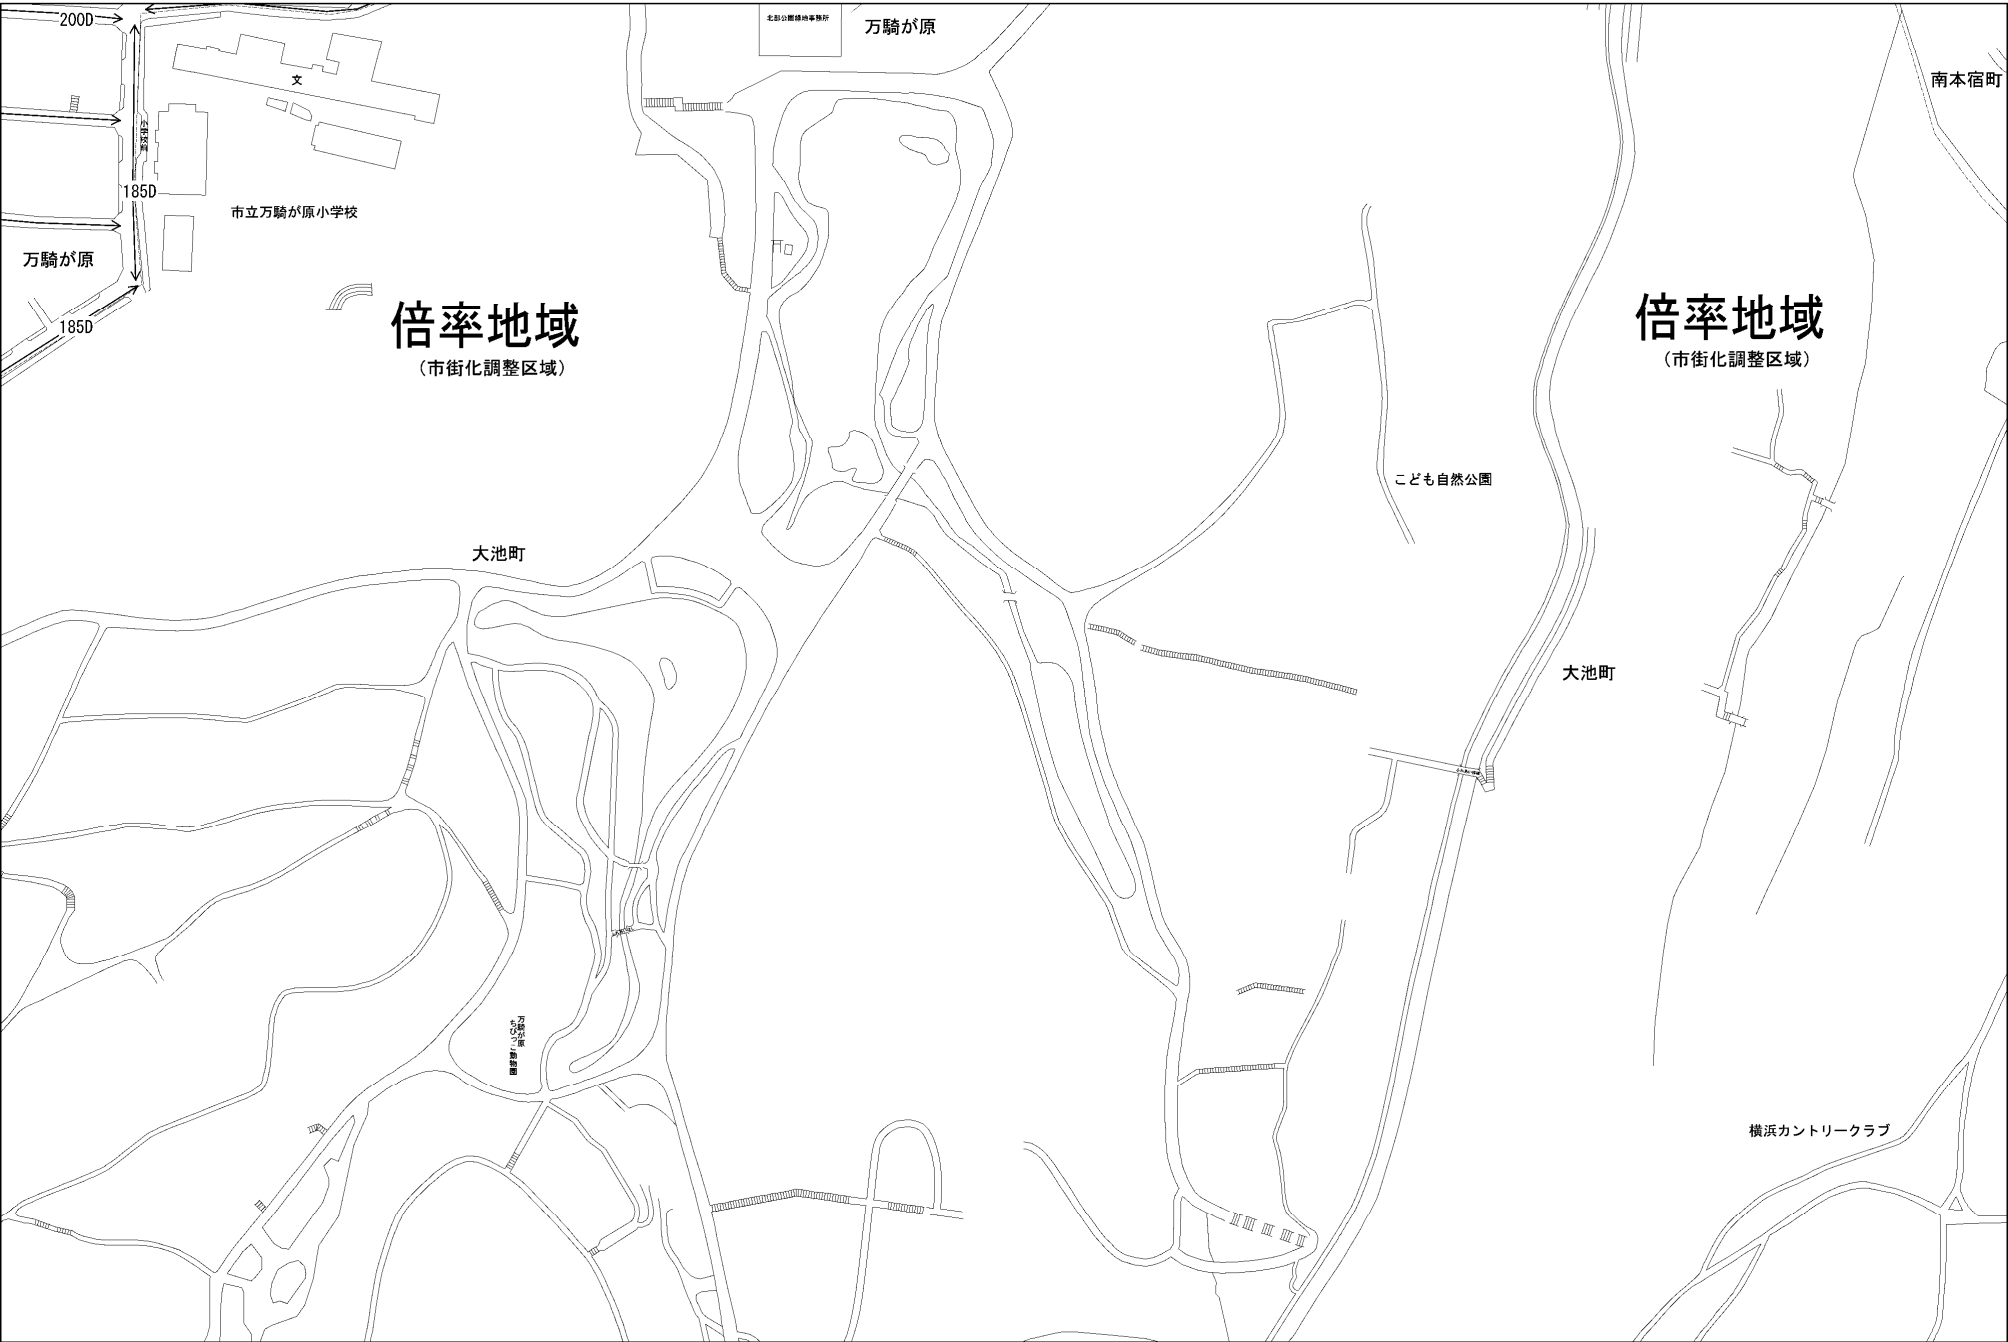 200D
北部公園緑地事務所
万騎が原
南本宿町
文
小学校前
185D
市立万騎が原小学校
万騎が原
185D
倍率地域
(市街化調整区域)
倍率地域
(市街化調整区域)
こども自然公園
大池町
大池町
万騎が原
ちびっこ動物園
横浜カントリークラブ